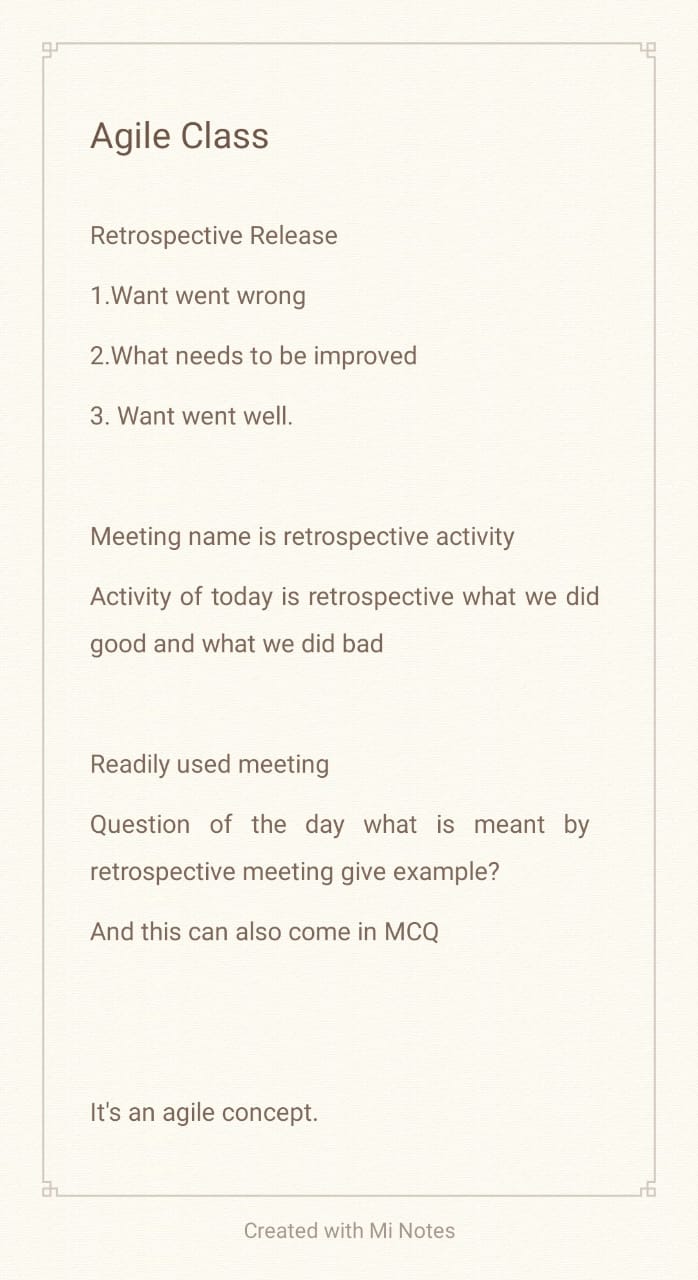 Agile Class
Retrospective Release
1.Want went wrong
2.What needs to be improved
3. Want went well.
Meeting name is retrospective activity
Activity of today is retrospective what we did
good and what we did bad
Readily used meeting
Question of the day what is meant by
retrospective meeting give example?
And this can also come in MCQ
It's an agile concept.
Created with Mi Notes